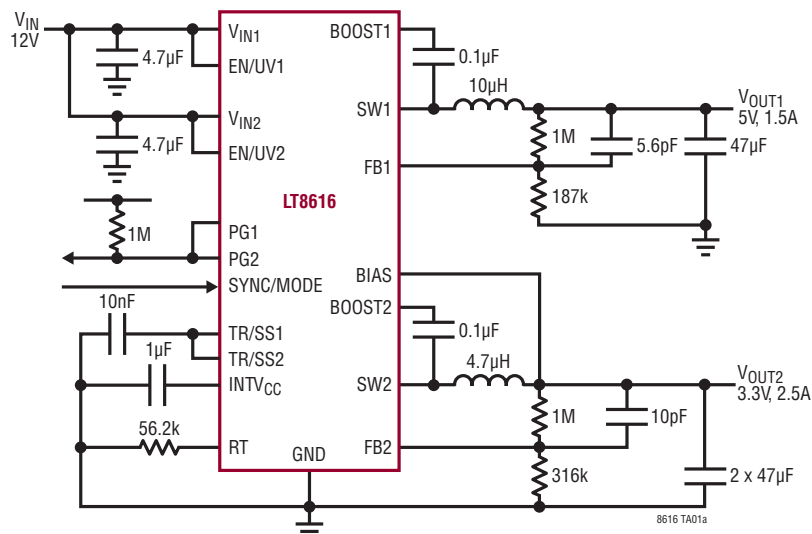 VIN
12V
4.7µF
4.7µF
1M
10nF
1µF
56.2k
VIN1
EN/UV1
VIN2
EN/UV2
PG1
PG2
SYNC/MODE
TR/SS1
TR/SS2
INTVCC
RT
LT8616
GND
BOOST1
SW1
FB1
BIAS
BOOST2
SW2
FB2
0.1µF
10µH
1M
5.6pF
47µF
187k
VOUT1
5V, 1.5A
0.1µF
4.7µH
1M
10pF
316k
2 x 47µF
VOUT2
3.3V, 2.5A
8616 TA01a